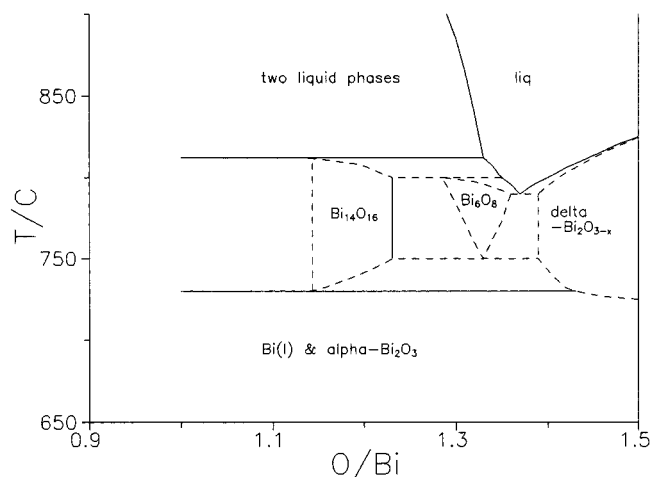 two liquid phases
liq
850
T/C
Bi₁₄O₁₆
Bi₆O₈
delta
-Bi₂O₃₋ₓ
750
Bi(l) & alpha-Bi₂O₃
650
0.9
1.1
1.3
1.5
O/Bi